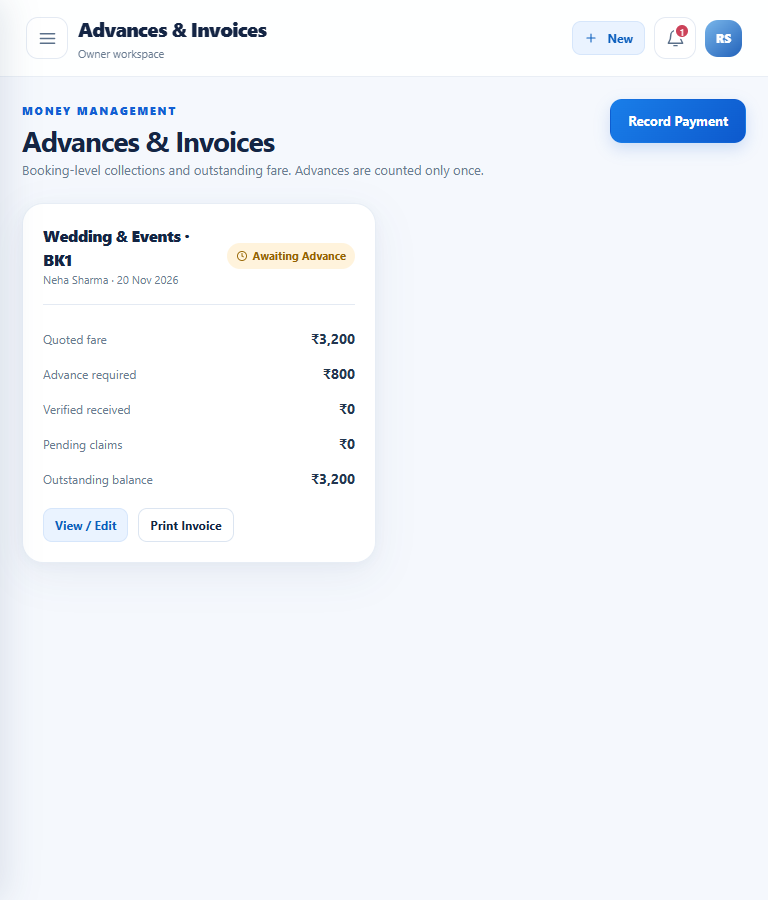 Advances & Invoices
Owner workspace
+ New
1
RS
MONEY MANAGEMENT
Advances & Invoices
Booking-level collections and outstanding fare. Advances are counted only once.
Record Payment
Wedding & Events ·
BK1
Neha Sharma · 20 Nov 2026
Awaiting Advance
Quoted fare ₹3,200
Advance required ₹800
Verified received ₹0
Pending claims ₹0
Outstanding balance ₹3,200
View / Edit
Print Invoice